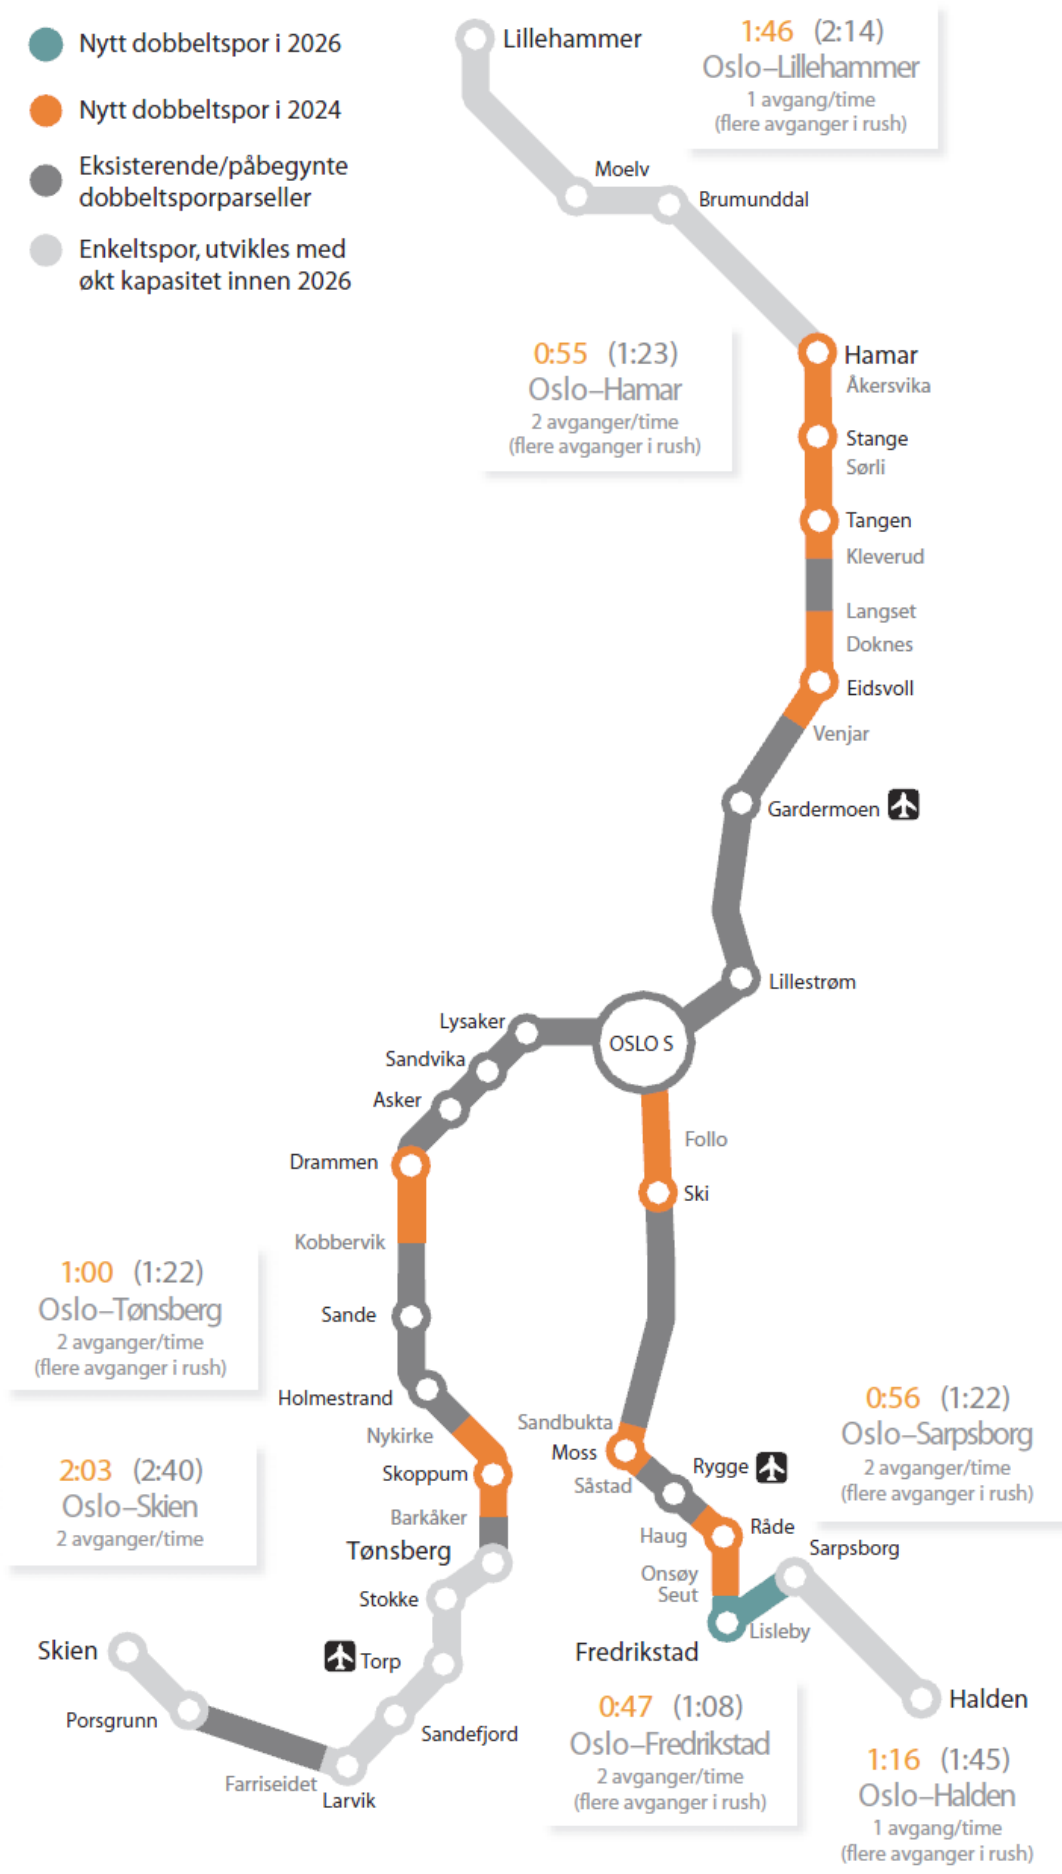 Nytt dobbeltspor i 2026
Nytt dobbeltspor i 2024
Eksisterende/påbegynte
dobbeltsporparseller
Enkeltspor, utvikles med
økt kapasitet innen 2026
Lillehammer
1:46 (2:14)
Oslo–Lillehammer
1 avgang/time
(flere avganger i rush)
Moelv
Brumunddal
0:55 (1:23)
Oslo–Hamar
2 avganger/time
(flere avganger i rush)
Hamar
Åkersvika
Stange
Sørli
Tangen
Kleverud
Langset
Doknes
Eidsvoll
Venjar
Gardermoen
Lillestrøm
OSLO S
Lysaker
Sandvika
Asker
Drammen
Kobbervik
Sande
Holmestrand
Nykirke
Skoppum
Barkåker
Tønsberg
Stokke
Torp
Sandefjord
Larvik
Farriseidet
Porsgrunn
Skien
1:00 (1:22)
Oslo–Tønsberg
2 avganger/time
(flere avganger i rush)
2:03 (2:40)
Oslo–Skien
2 avganger/time
Follo
Ski
Sandbukta
Moss
Såstad
Rygge
Haug
Råde
Onsøy
Seut
Fredrikstad
Lisleby
Sarpsborg
Halden
0:56 (1:22)
Oslo–Sarpsborg
2 avganger/time
(flere avganger i rush)
0:47 (1:08)
Oslo–Fredrikstad
2 avganger/time
(flere avganger i rush)
1:16 (1:45)
Oslo–Halden
1 avgang/time
(flere avganger i rush)